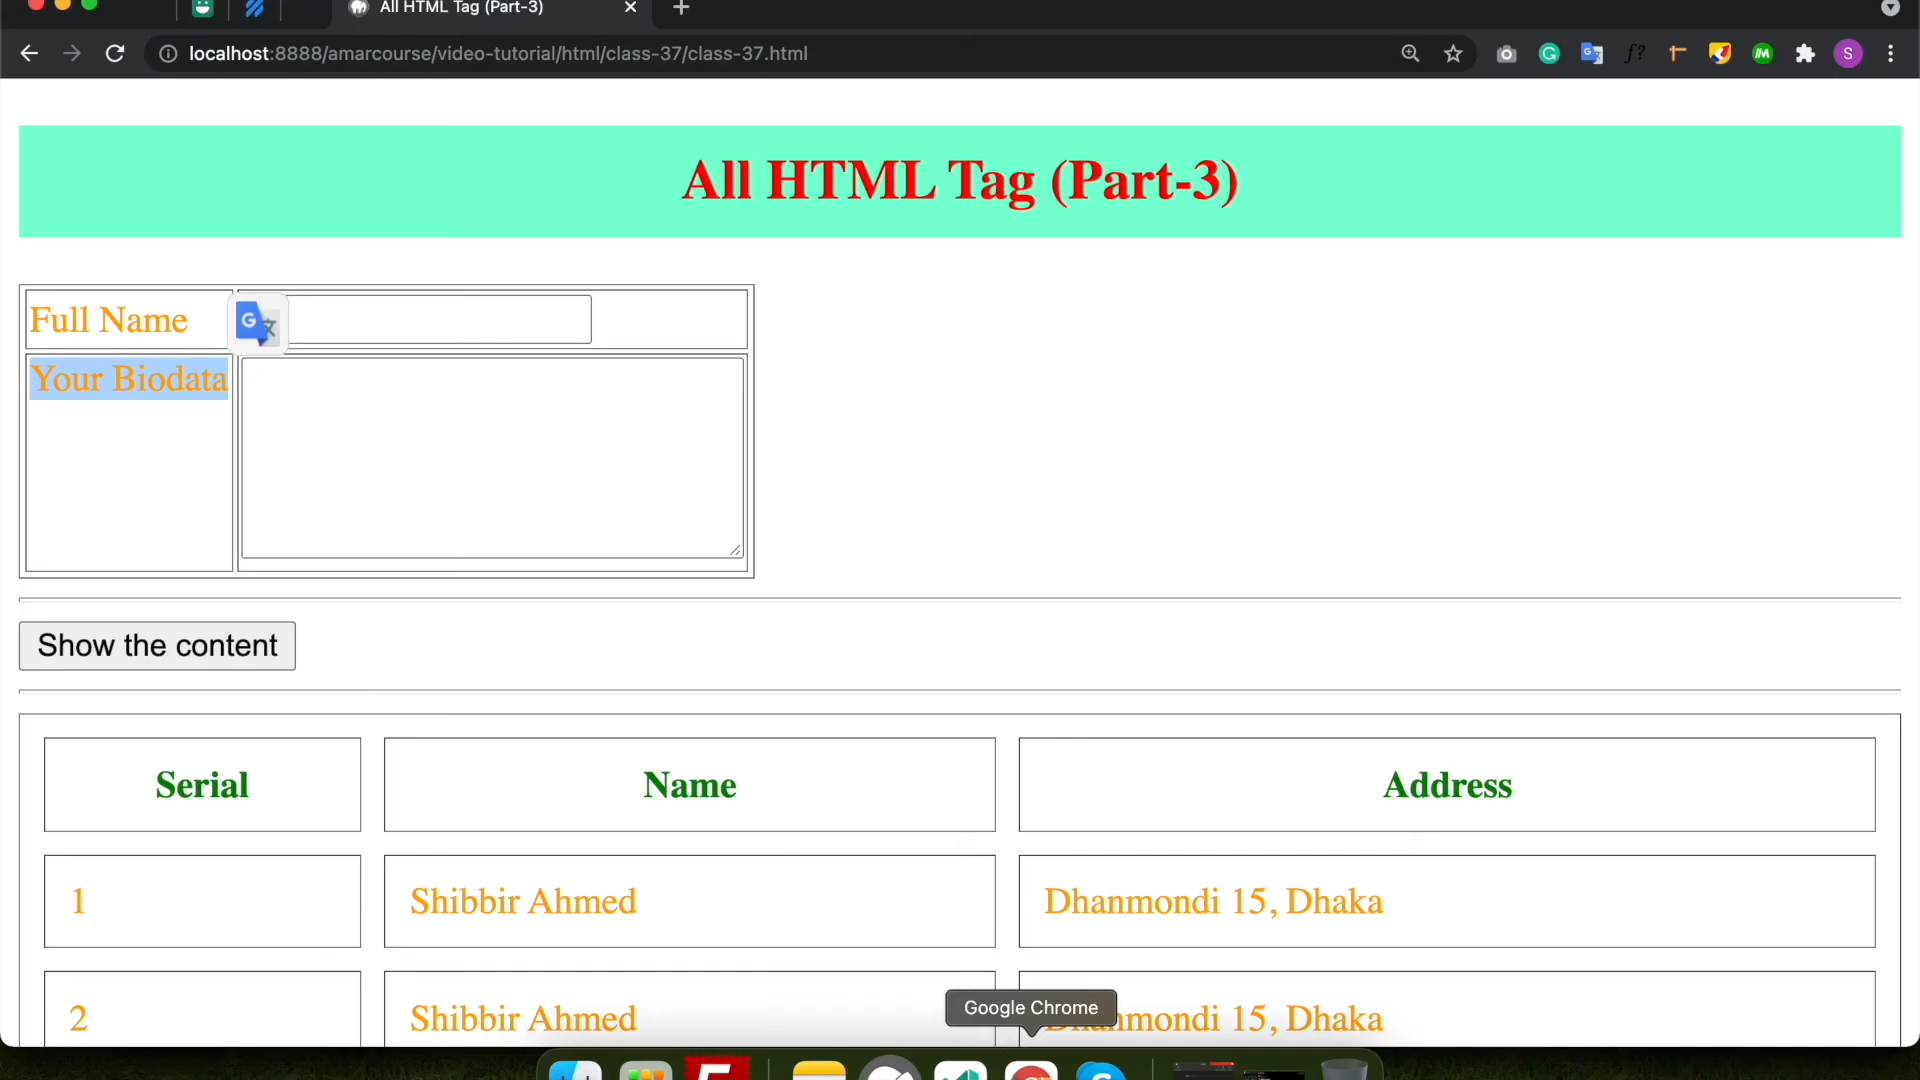 All HTML Tag (Part-3)
localhost:8888/amarcourse/video-tutorial/html/class-37/class-37.html
S
All HTML Tag (Part-3)
Full Name
G
Your Biodata
Show the content
Serial Name Address
1 Shibbir Ahmed Dhanmondi 15, Dhaka
2 Shibbir Ahmed Dhanmondi 15, Dhaka
Google Chrome